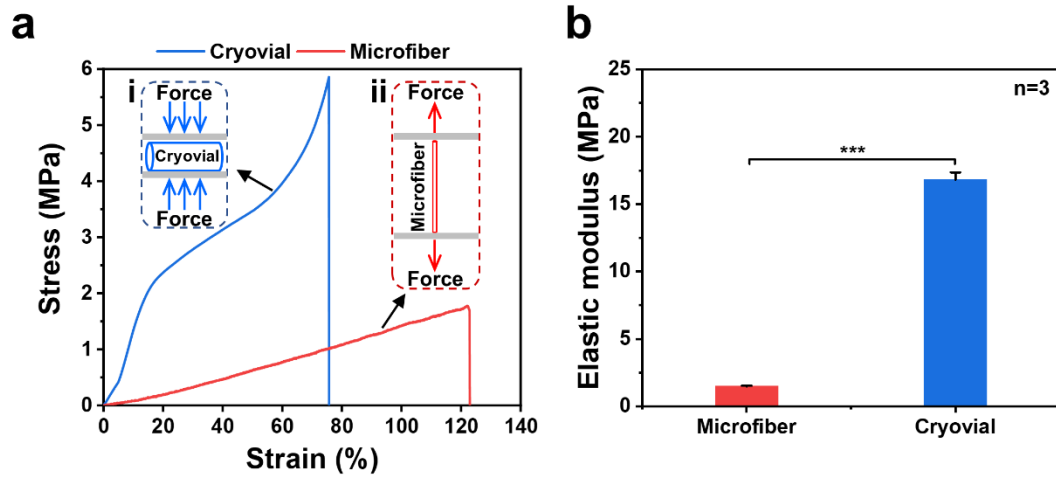 a
Cryovial Microfiber
Stress (MPa)
6
5
4
3
2
1
0
0 20 40 60 80 100 120 140
Strain (%)
i
Force
Cryovial
Force
ii
Force
Microfiber
Force
b
Elastic modulus (MPa)
25
20
15
10
5
0
n=3
***
Microfiber Cryovial